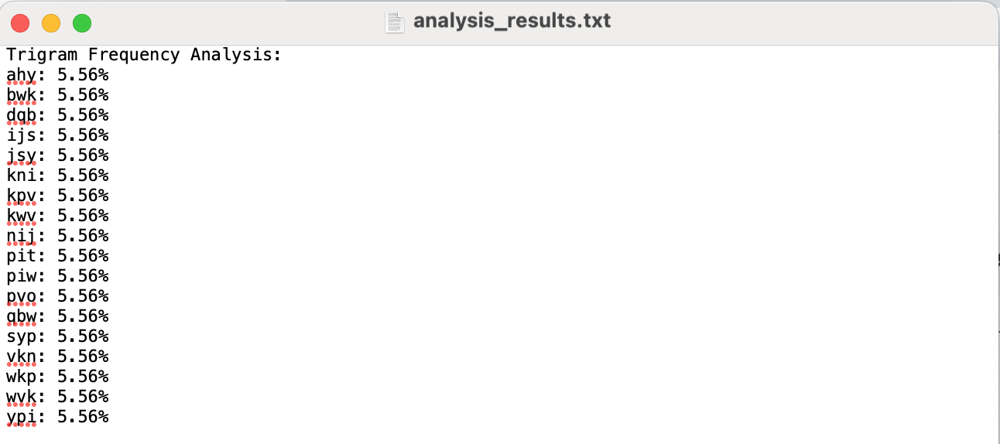 analysis_results.txt
Trigram Frequency Analysis:
ahy: 5.56%
bwk: 5.56%
dqb: 5.56%
ijs: 5.56%
jsy: 5.56%
kni: 5.56%
kpv: 5.56%
kwv: 5.56%
nij: 5.56%
pit: 5.56%
piw: 5.56%
pvo: 5.56%
qbw: 5.56%
syp: 5.56%
vkn: 5.56%
wkp: 5.56%
wvk: 5.56%
ypi: 5.56%